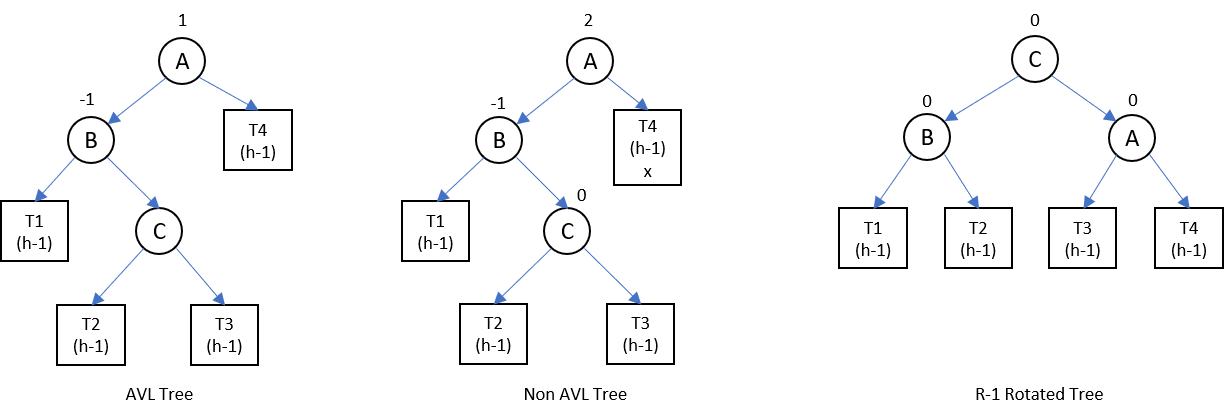 1
A
-1
B
T4
(h-1)
T1
(h-1)
C
T2
(h-1)
T3
(h-1)
AVL Tree
2
A
-1
B
T4
(h-1)
x
T1
(h-1)
0
C
T2
(h-1)
T3
(h-1)
Non AVL Tree
0
C
0
B
0
A
T1
(h-1)
T2
(h-1)
T3
(h-1)
T4
(h-1)
R-1 Rotated Tree